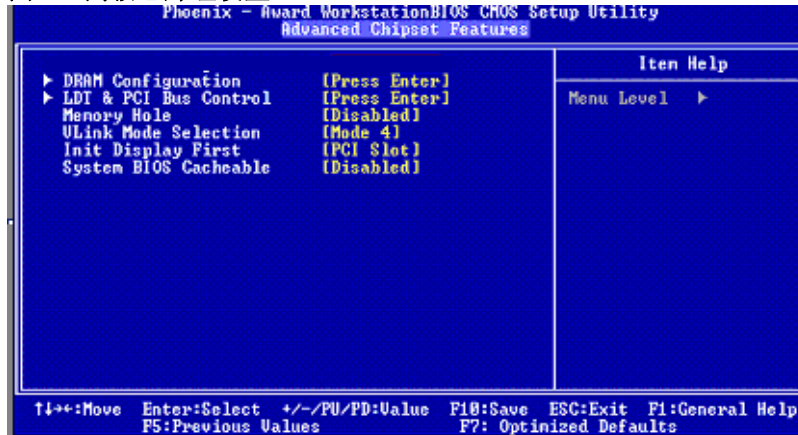 Phoenix - Award WorkstationBIOS CMOS Setup Utility
Advanced Chipset Features
Item Help
▶ DRAM Configuration [Press Enter]
▶ LDT & PCI Bus Control [Press Enter]
Memory Hole [Disabled]
VLink Mode Selection [Mode 4]
Init Display First [PCI Slot]
System BIOS Cacheable [Disabled]
Menu Level ▶
↑↓→←:Move Enter:Select +/-/PU/PD:Value F10:Save ESC:Exit F1:General Help
F5:Previous Values F7: Optimized Defaults